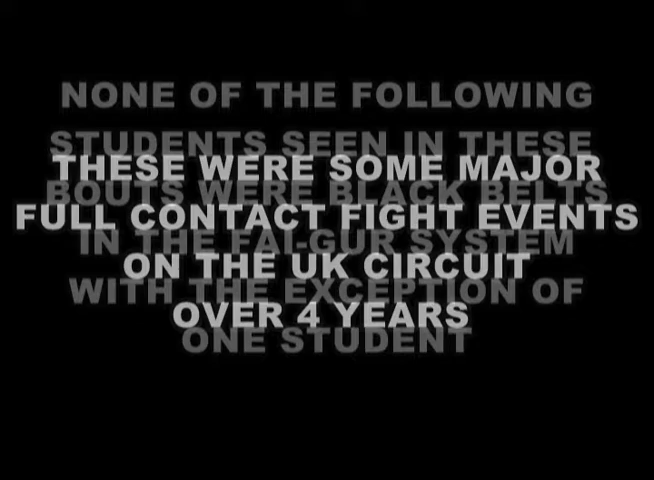 NONE OF THE FOLLOWING
STUDENTS SEEN IN THESE
BOUTS WERE BLACK BELTS
IN THE FAI-GUR SYSTEM
WITH THE EXCEPTION OF
ONE STUDENT
THESE WERE SOME MAJOR
FULL CONTACT FIGHT EVENTS
ON THE UK CIRCUIT
OVER 4 YEARS